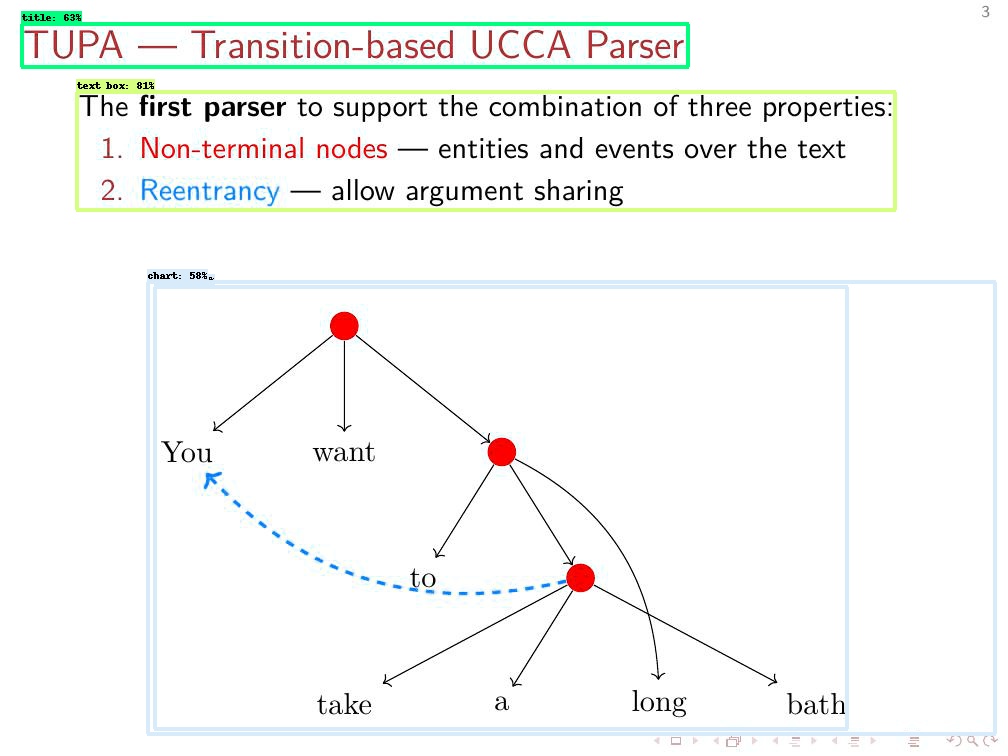 3
title: 63%
TUPA — Transition-based UCCA Parser
text box: 81%
The first parser to support the combination of three properties:
1. Non-terminal nodes — entities and events over the text
2. Reentrancy — allow argument sharing
chart: 58%
You want
to
take a long bath